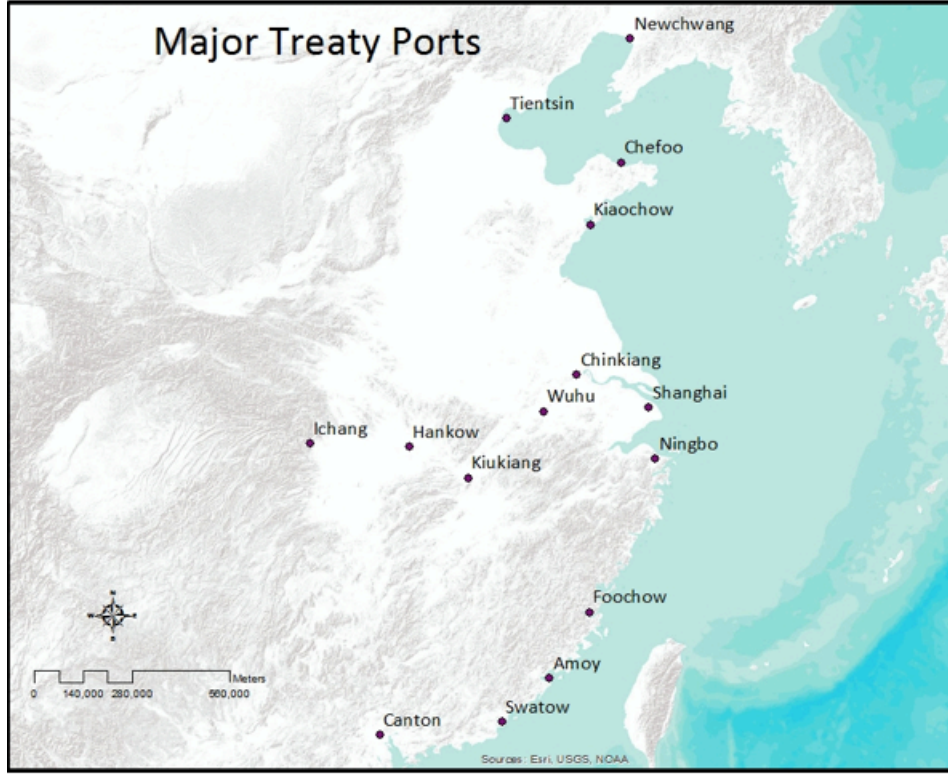 Major Treaty Ports
Newchwang
Tientsin
Chefoo
Kiaochow
Chinkiang
Wuhu
Shanghai
Ichang
Hankow
Kiukiang
Ningbo
Foochow
Amoy
Swatow
Canton
N
W E
S
Meters
0 140,000 280,000 560,000
Sources: Esri, USGS, NOAA